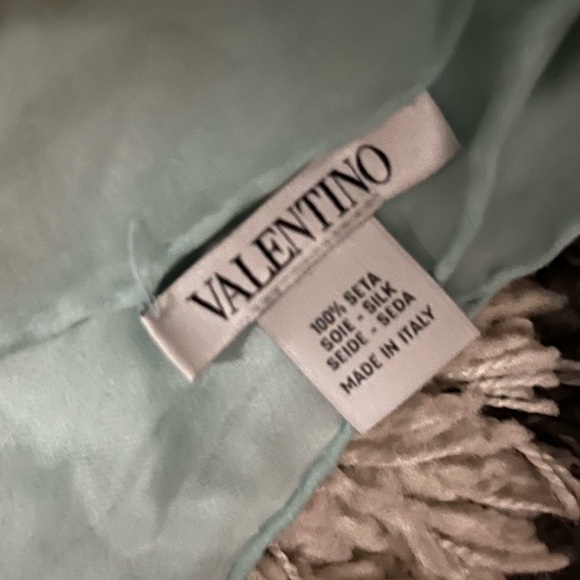 VALENTINO
100% SETA
SOIE - SILK
SEIDE - SEDA
MADE IN ITALY